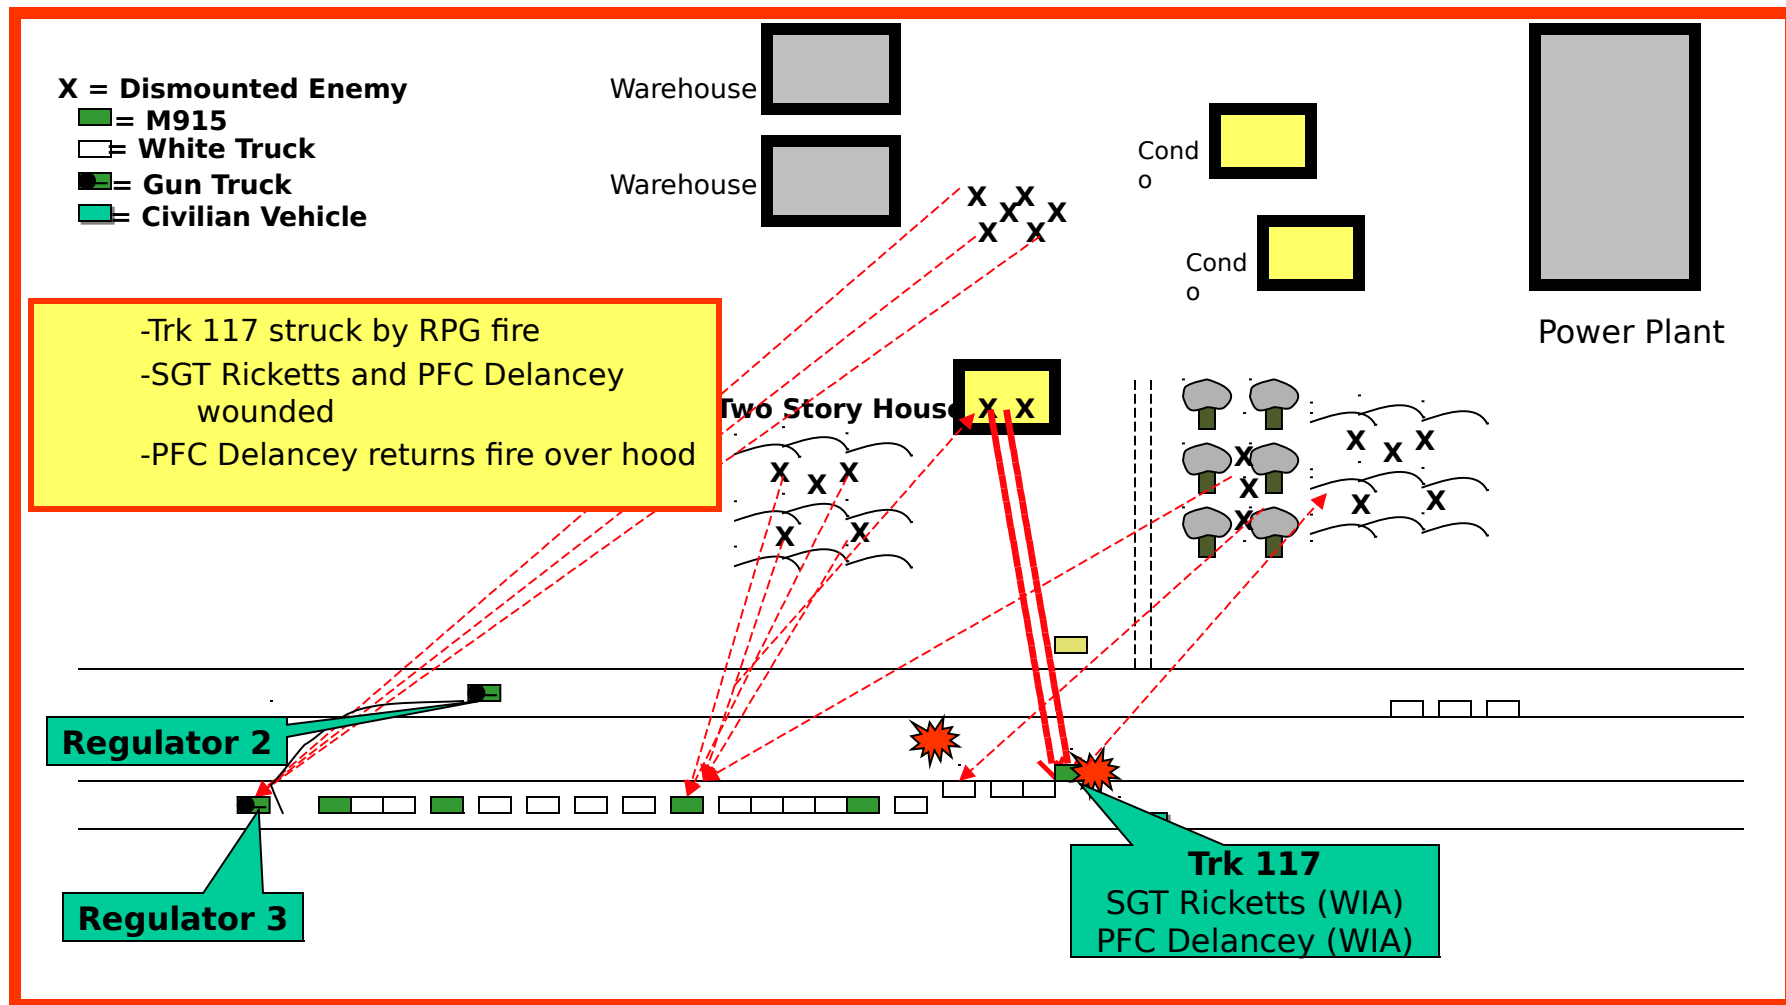 X = Dismounted Enemy
= M915
= White Truck
= Gun Truck
= Civilian Vehicle
Warehouse
Warehouse
Cond
o
Cond
o
Power Plant
-Trk 117 struck by RPG fire
-SGT Ricketts and PFC Delancey
wounded
-PFC Delancey returns fire over hood
Two Story House
X X
X X
X X
X X
X X
X
X X
X
X
X
X X
X
X X
Regulator 2
Regulator 3
Trk 117
SGT Ricketts (WIA)
PFC Delancey (WIA)